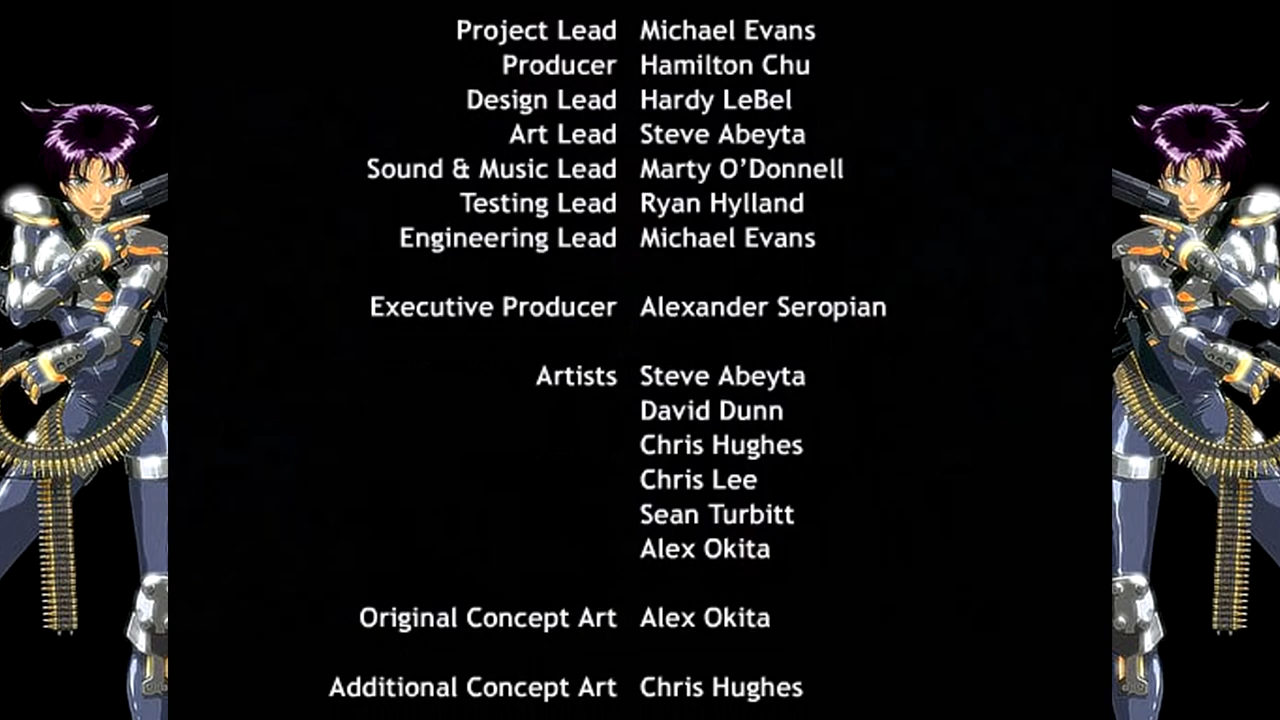 Project Lead Michael Evans
Producer Hamilton Chu
Design Lead Hardy LeBel
Art Lead Steve Abeyta
Sound & Music Lead Marty O’Donnell
Testing Lead Ryan Hylland
Engineering Lead Michael Evans
Executive Producer Alexander Seropian
Artists Steve Abeyta
David Dunn
Chris Hughes
Chris Lee
Sean Turbitt
Alex Okita
Original Concept Art Alex Okita
Additional Concept Art Chris Hughes